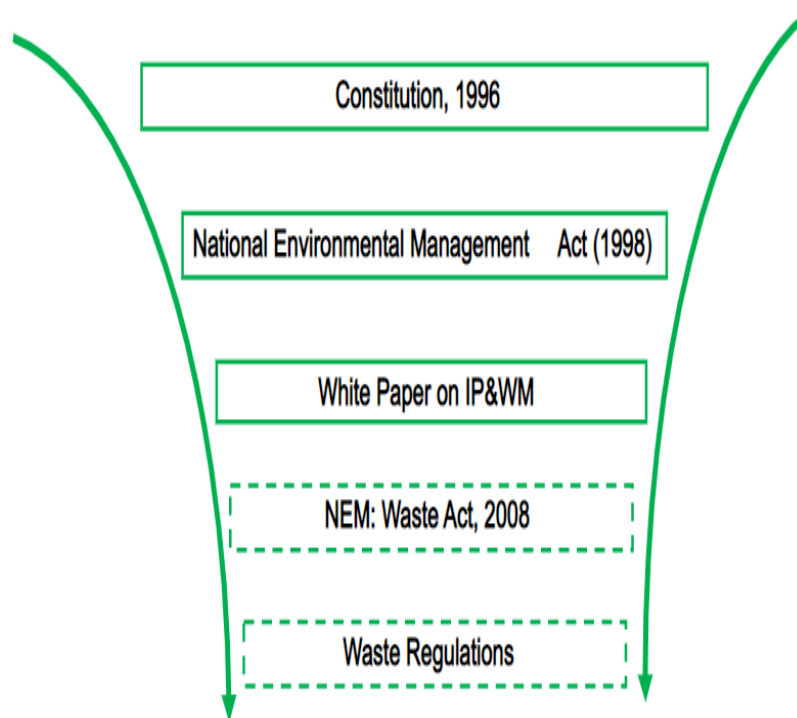 Constitution, 1996
National Environmental Management Act (1998)
White Paper on IP&WM
NEM: Waste Act, 2008
Waste Regulations